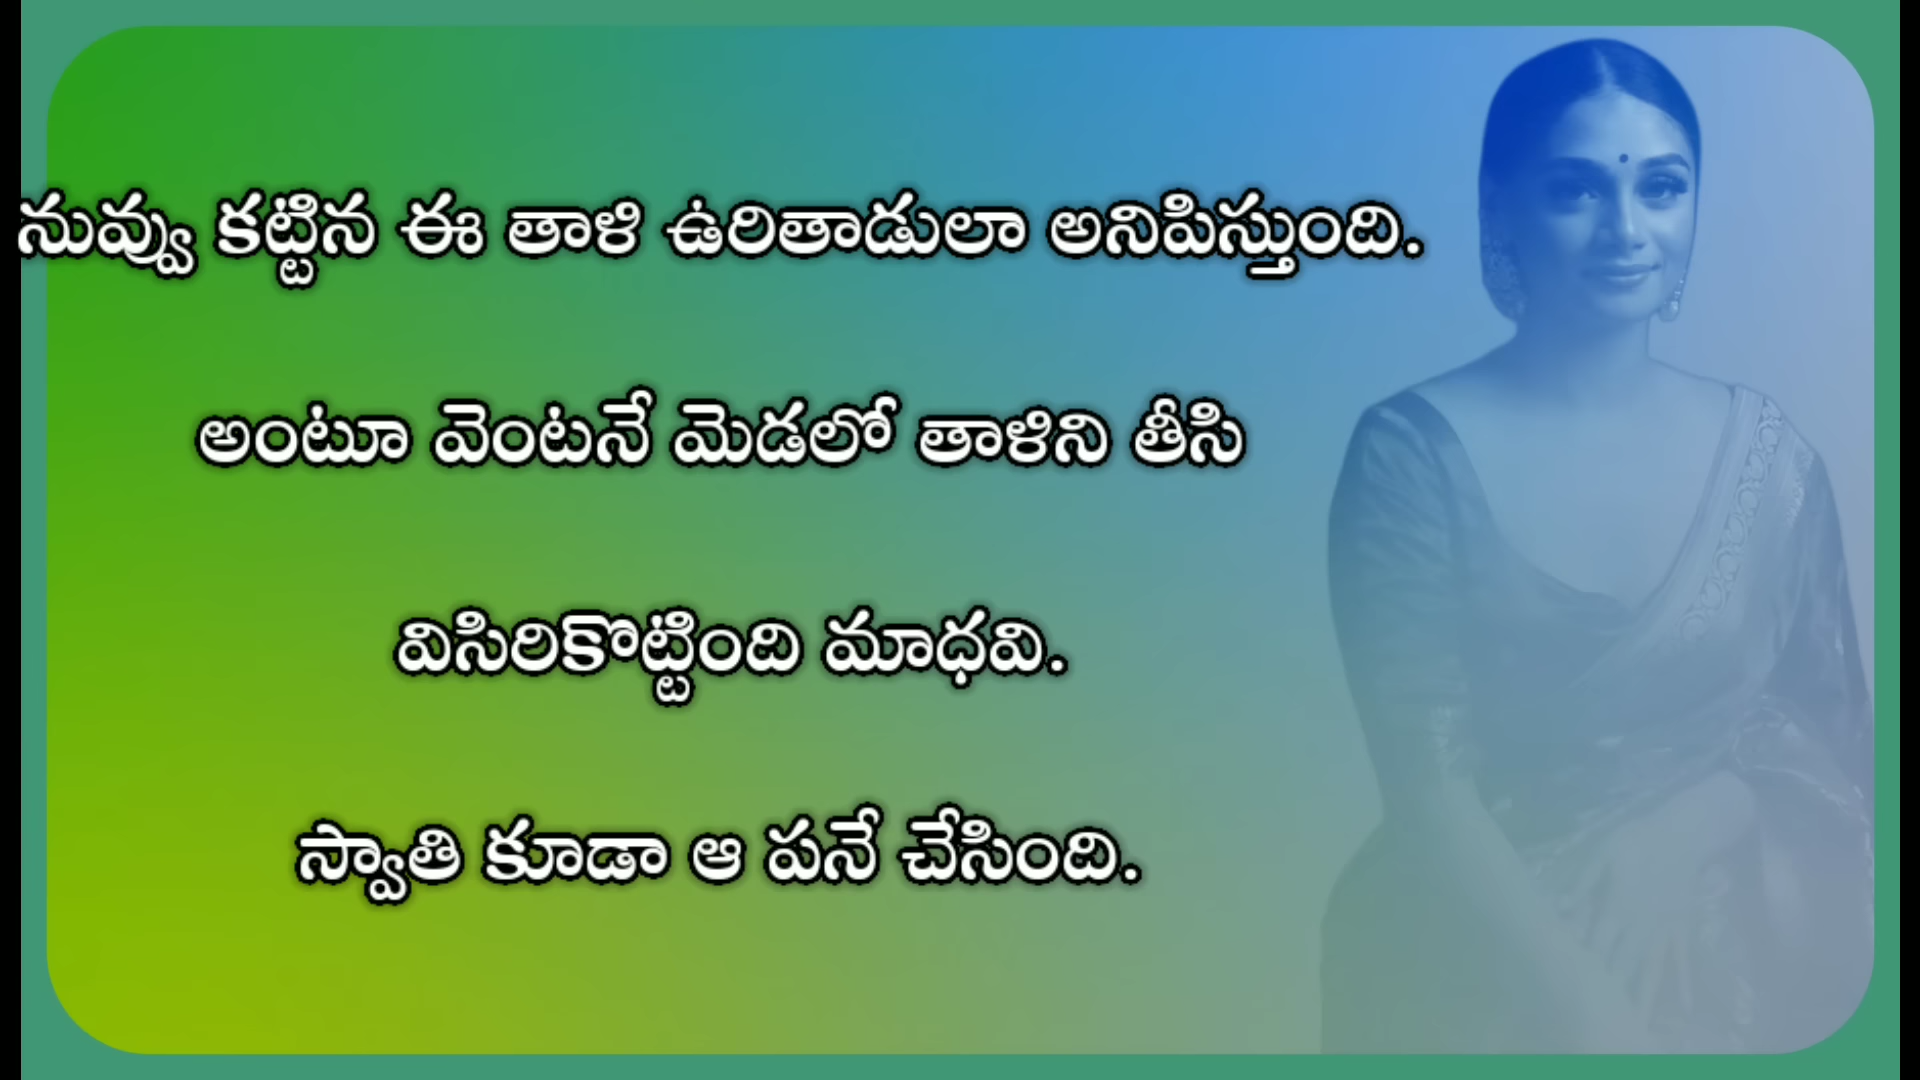 నువ్వు కట్టిన ఈ తాళి ఉరితాడులా అనిపిస్తుంది.
అంటూ వెంటనే మెడలో తాళిని తీసి
విసిరికొట్టింది మాధవి.
స్వాతి కూడా ఆ పనే చేసింది.